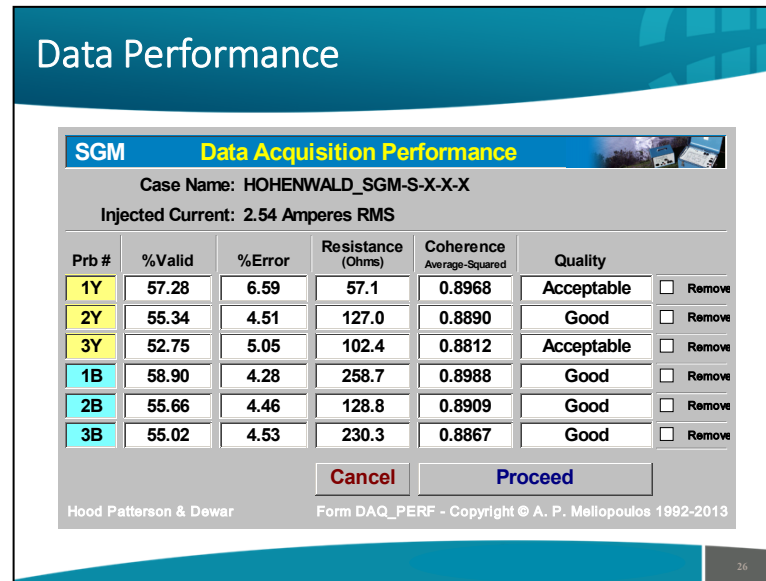 Data Performance
SGM Data Acquisition Performance
Case Name: HOHENWALD_SGM-S-X-X-X
Injected Current: 2.54 Amperes RMS
Prb # %Valid %Error Resistance (Ohms) Coherence Average-Squared Quality
1Y 57.28 6.59 57.1 0.8968 Acceptable Remove
2Y 55.34 4.51 127.0 0.8890 Good Remove
3Y 52.75 5.05 102.4 0.8812 Acceptable Remove
1B 58.90 4.28 258.7 0.8988 Good Remove
2B 55.66 4.46 128.8 0.8909 Good Remove
3B 55.02 4.53 230.3 0.8867 Good Remove
Cancel Proceed
Hood Patterson & Dewar Form DAQ_PERF - Copyright © A. P. Meliopoulos 1992-2013
26